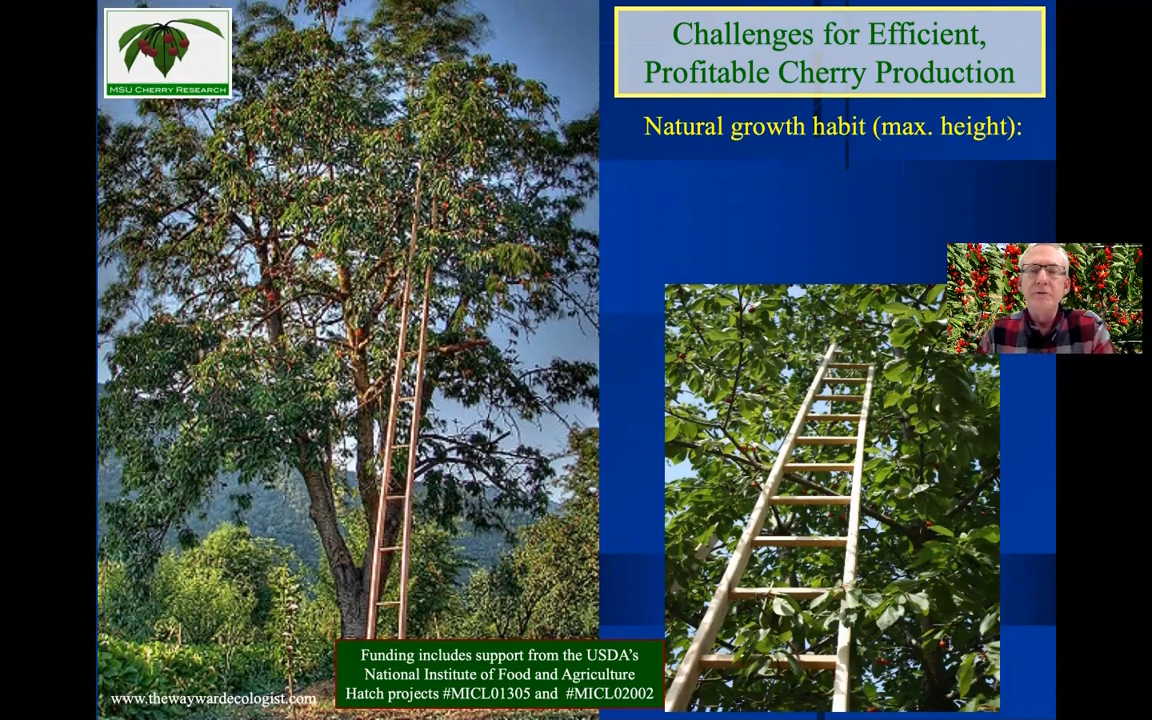 MSU CHERRY RESEARCH
Challenges for Efficient,
Profitable Cherry Production
Natural growth habit (max. height):
Funding includes support from the USDA's
National Institute of Food and Agriculture
Hatch projects #MICL01305 and #MICL02002
www.thewaywardecologist.com